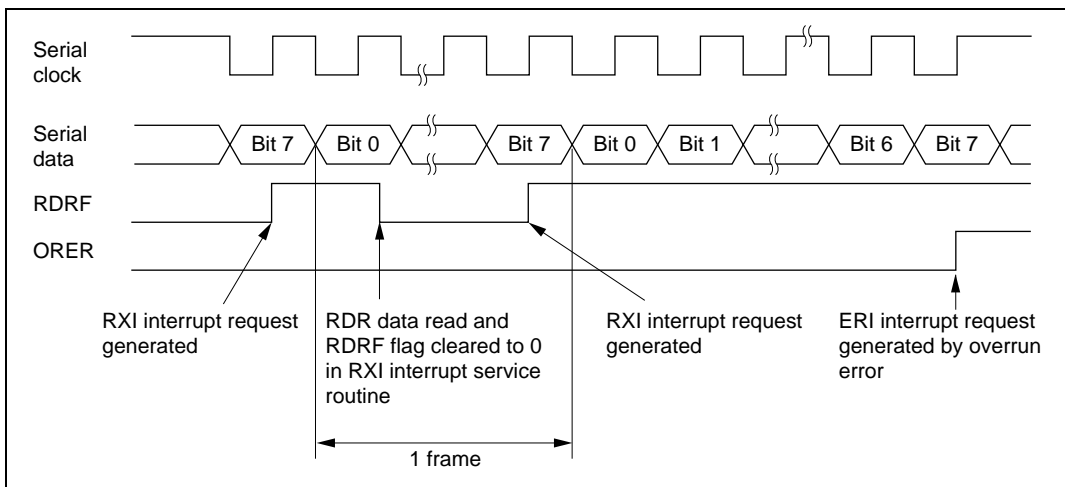 Serial
clock
Serial
data
Bit 7
Bit 0
Bit 7
Bit 0
Bit 1
Bit 6
Bit 7
RDRF
ORER
RXI interrupt request
generated
RDR data read and
RDRF flag cleared to 0
in RXI interrupt service
routine
RXI interrupt request
generated
ERI interrupt request
generated by overrun
error
1 frame